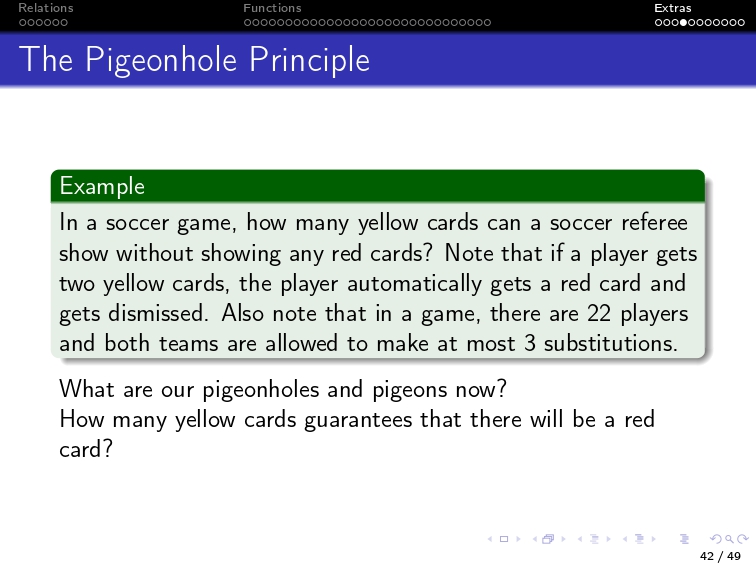 Relations Functions Extras
The Pigeonhole Principle
Example
In a soccer game, how many yellow cards can a soccer referee
show without showing any red cards? Note that if a player gets
two yellow cards, the player automatically gets a red card and
gets dismissed. Also note that in a game, there are 22 players
and both teams are allowed to make at most 3 substitutions.
What are our pigeonholes and pigeons now?
How many yellow cards guarantees that there will be a red
card?
42 / 49